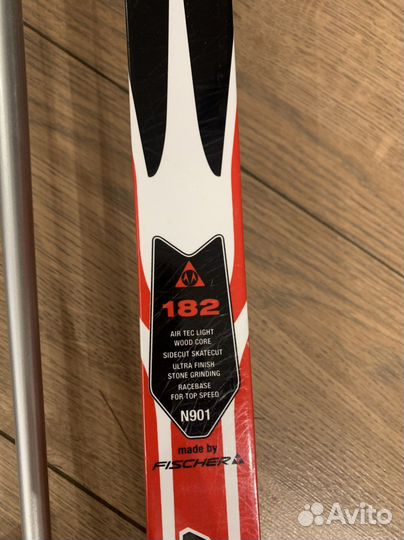 182
AIR TEC LIGHT
WOOD CORE
SIDECUT SKATECUT
ULTRA FINISH
STONE GRINDING
RACEBASE
FOR TOP SPEED
N901
made by
FISCHER
Avito